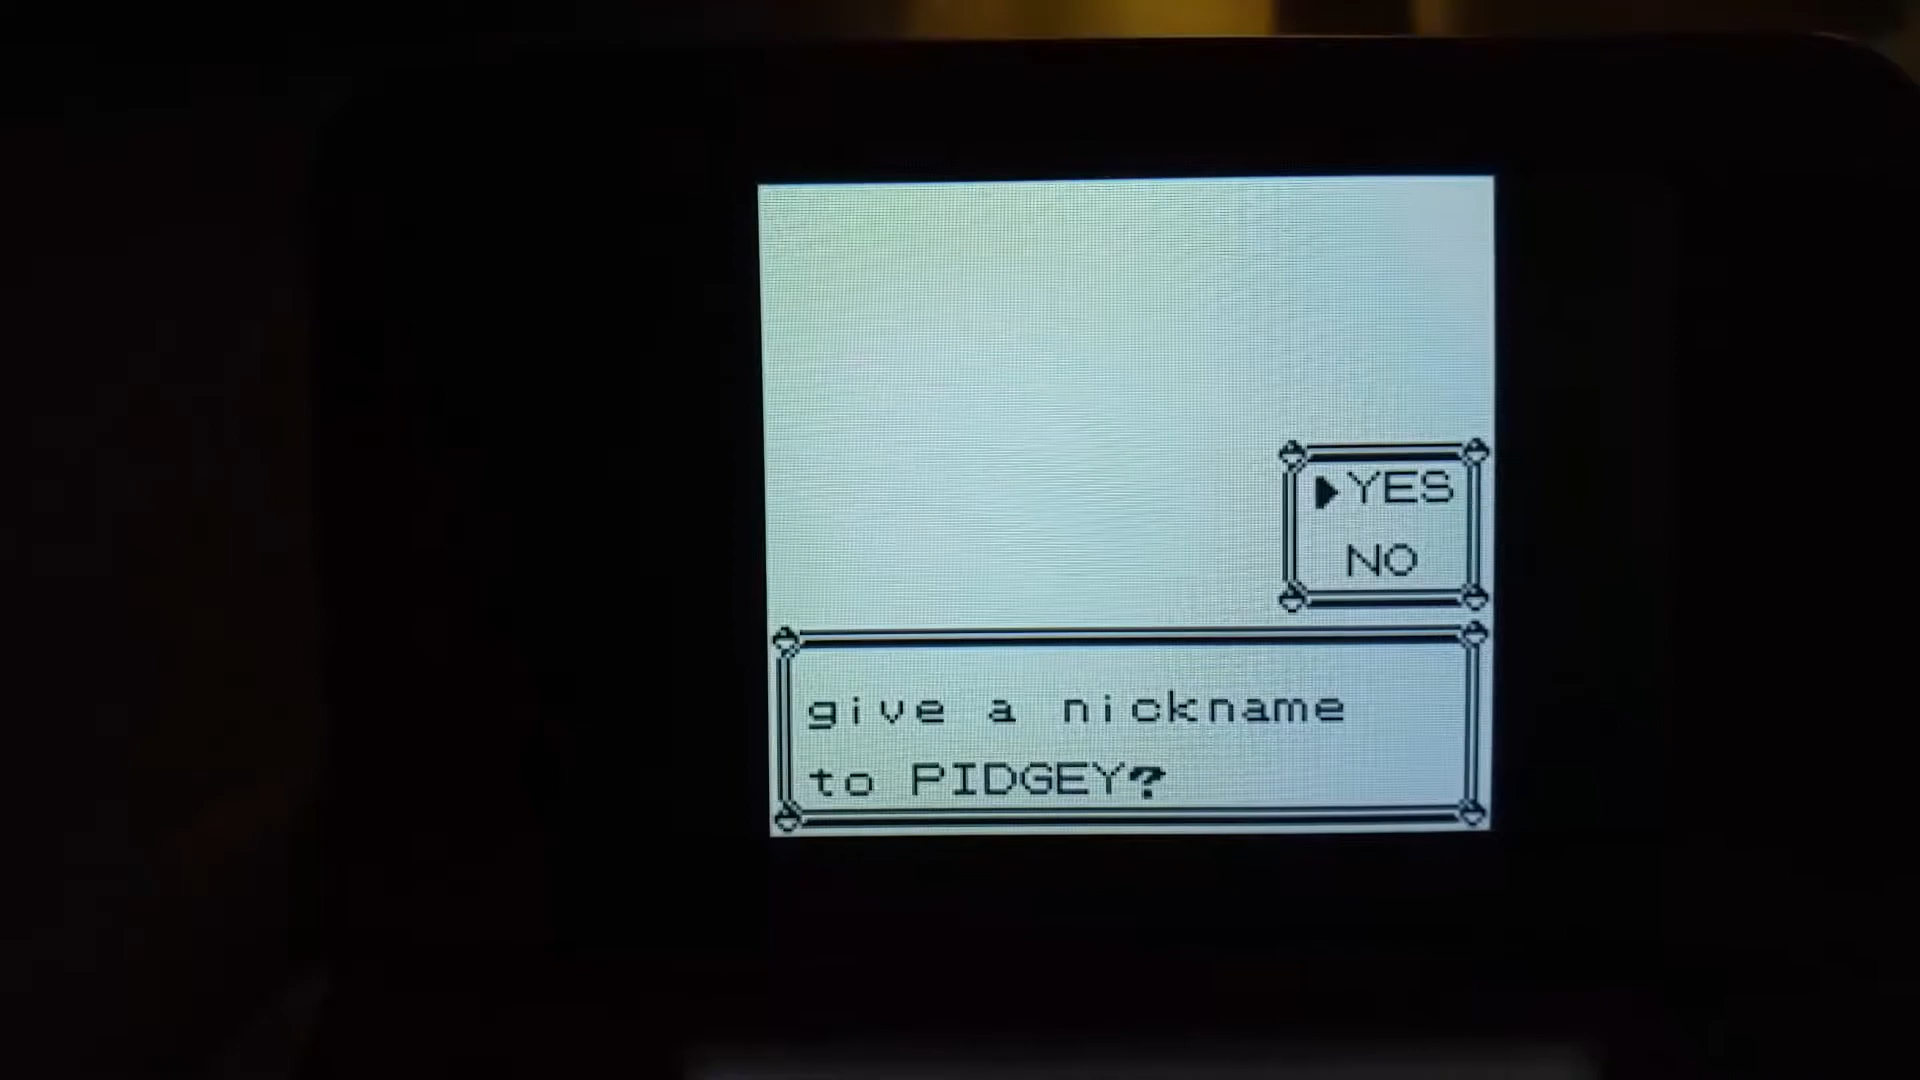 ▶YES
NO
give a nickname
to PIDGEY?